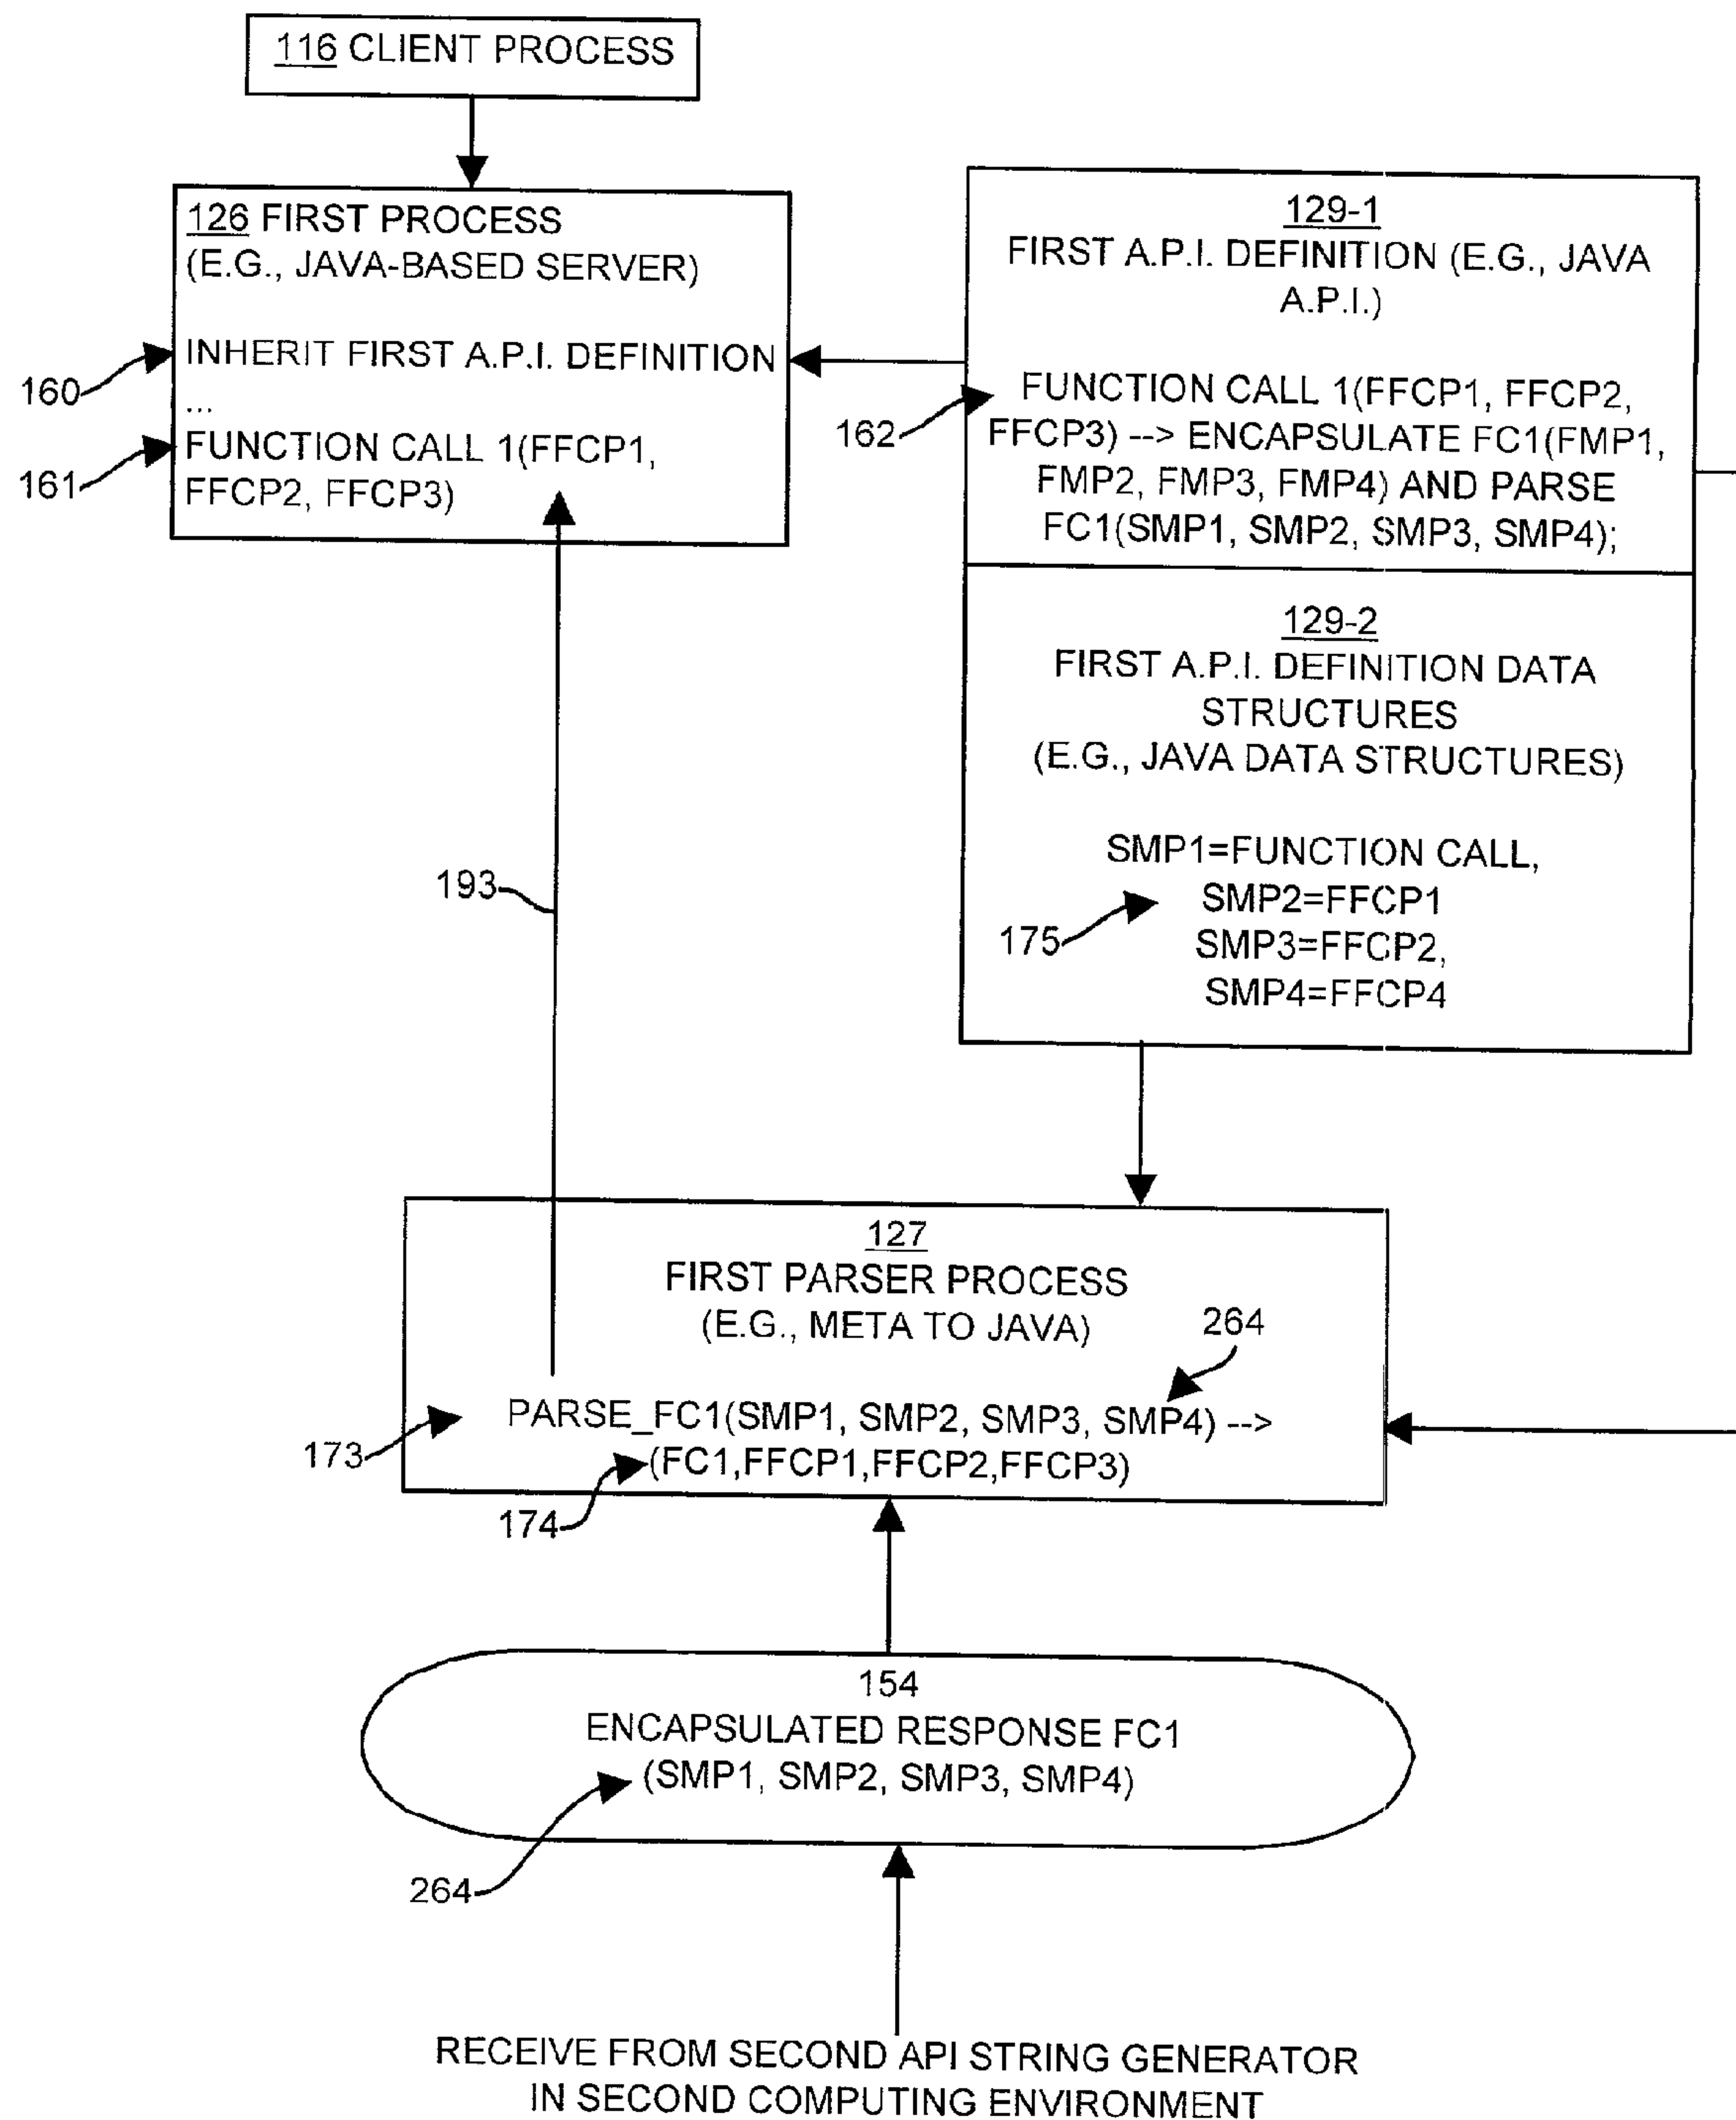 116 CLIENT PROCESS
126 FIRST PROCESS
(E.G., JAVA-BASED SERVER)
INHERIT FIRST A.P.I. DEFINITION
160
...
FUNCTION CALL 1(FFCP1,
161
FFCP2, FFCP3)
129-1
FIRST A.P.I. DEFINITION (E.G., JAVA
A.P.I.)
FUNCTION CALL 1(FFCP1, FFCP2,
162
FFCP3) --> ENCAPSULATE FC1(FMP1,
FMP2, FMP3, FMP4) AND PARSE
FC1(SMP1, SMP2, SMP3, SMP4);
129-2
FIRST A.P.I. DEFINITION DATA
STRUCTURES
(E.G., JAVA DATA STRUCTURES)
SMP1=FUNCTION CALL,
SMP2=FFCP1
175
SMP3=FFCP2,
SMP4=FFCP4
193
127
FIRST PARSER PROCESS
(E.G., META TO JAVA)
264
PARSE_FC1(SMP1, SMP2, SMP3, SMP4) -->
173
(FC1,FFCP1,FFCP2,FFCP3)
174
154
ENCAPSULATED RESPONSE FC1
(SMP1, SMP2, SMP3, SMP4)
264
RECEIVE FROM SECOND API STRING GENERATOR
IN SECOND COMPUTING ENVIRONMENT